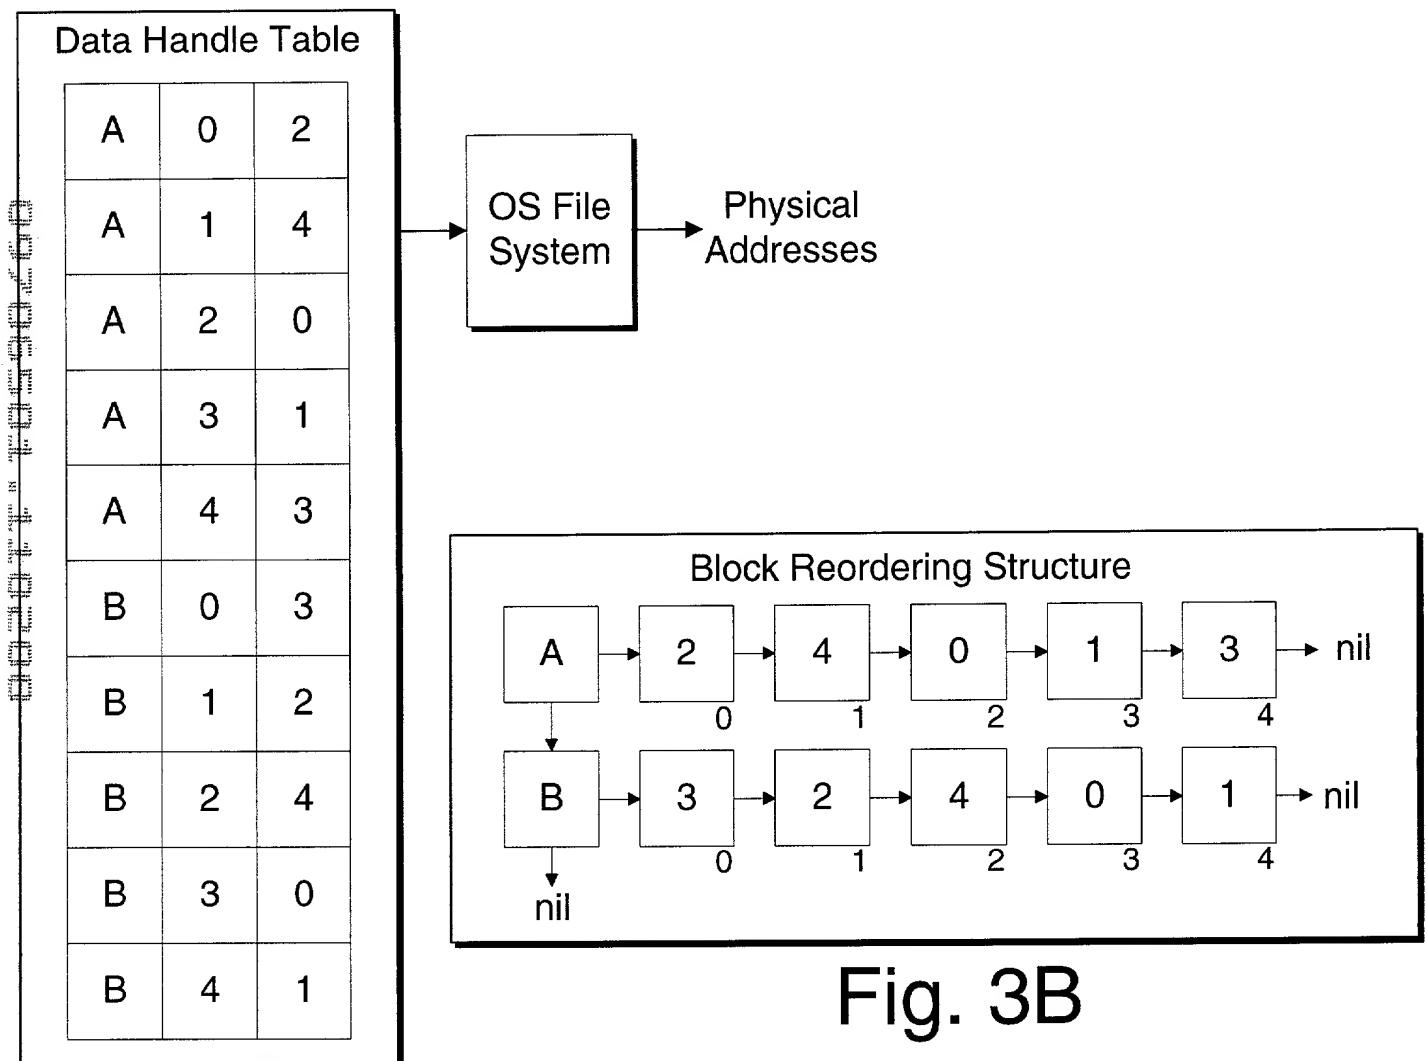 Data Handle Table
A 0 2
A 1 4
A 2 0
A 3 1
A 4 3
B 0 3
B 1 2
B 2 4
B 3 0
B 4 1
OS File
System
Physical
Addresses
Block Reordering Structure
A 2 4 0 1 3 nil
0 1 2 3 4
B 3 2 4 0 1 nil
0 1 2 3 4
nil
Fig. 3B